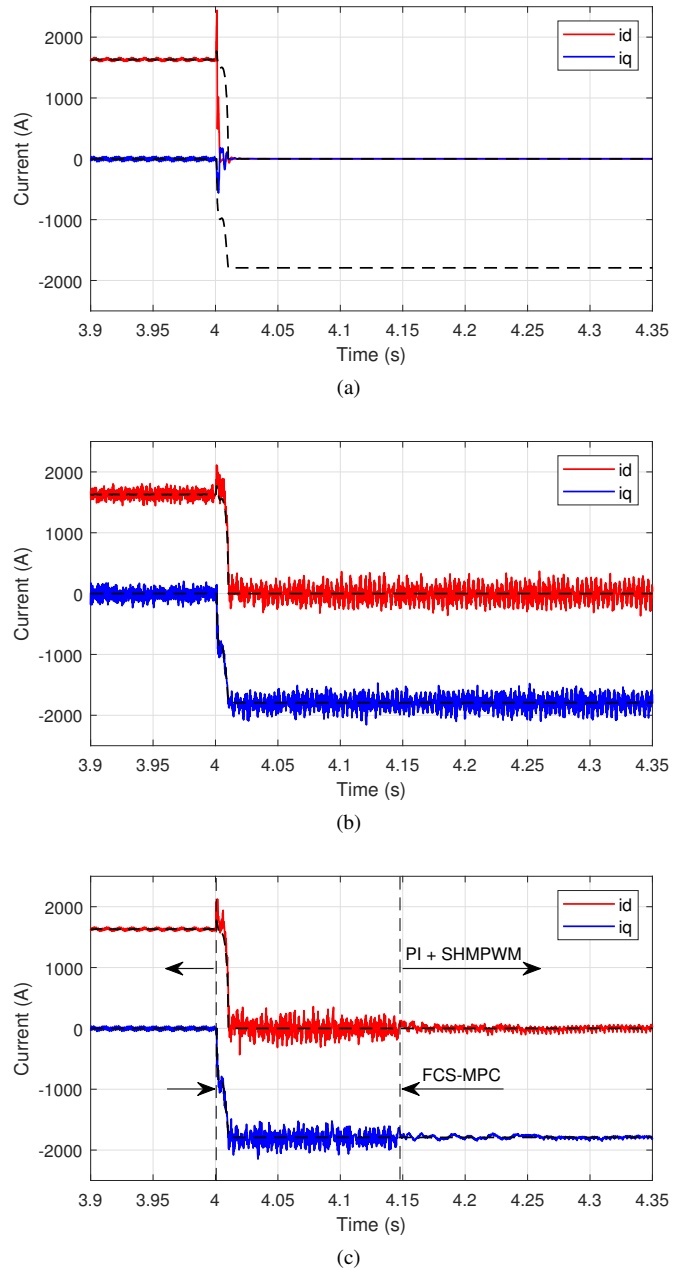 2000
1000
0
-1000
-2000
Current (A)
id
iq
3.9 3.95 4 4.05 4.1 4.15 4.2 4.25 4.3 4.35
Time (s)
(a)
2000
1000
0
-1000
-2000
Current (A)
id
iq
3.9 3.95 4 4.05 4.1 4.15 4.2 4.25 4.3 4.35
Time (s)
(b)
2000
1000
0
-1000
-2000
Current (A)
id
iq
PI + SHMPWM
FCS-MPC
3.9 3.95 4 4.05 4.1 4.15 4.2 4.25 4.3 4.35
Time (s)
(c)